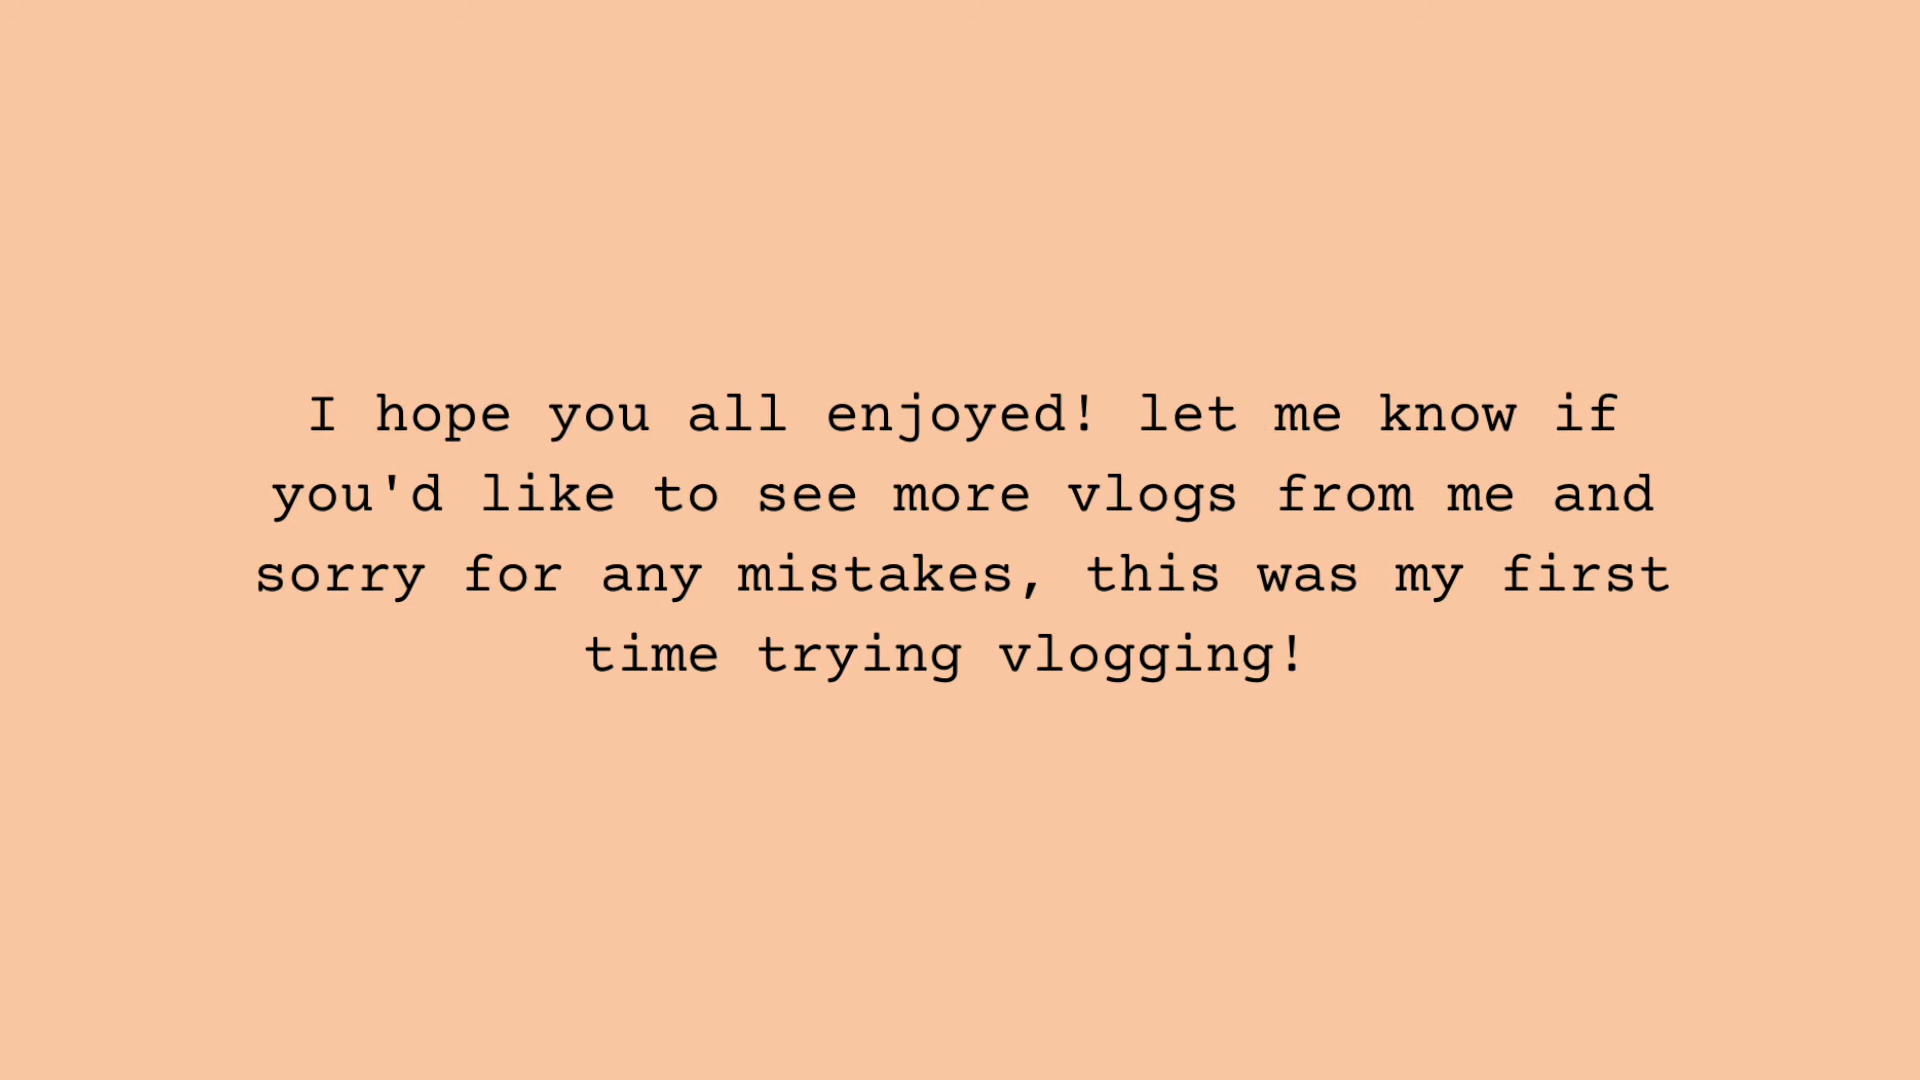 I hope you all enjoyed! let me know if
you'd like to see more vlogs from me and
sorry for any mistakes, this was my first
time trying vlogging!